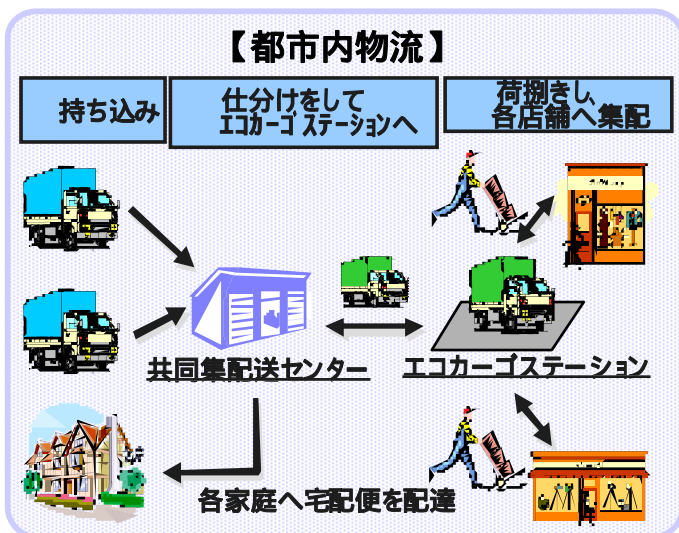 【都市内物流】
持ち込み
仕分けをして
エコカーゴステーションへ
荷捌きし、
各店舗へ集配
共同集配送センター
エコカーゴステーション
各家庭へ宅配便を配達